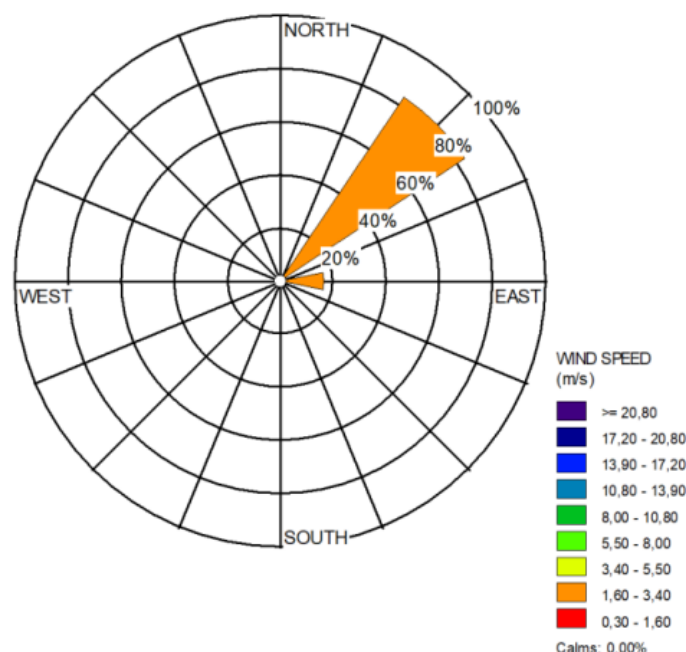 NORTH
100%
80%
60%
40%
20%
WEST
EAST
SOUTH
WIND SPEED
(m/s)
>= 20,80
17,20 - 20,80
13,90 - 17,20
10,80 - 13,90
8,00 - 10,80
5,50 - 8,00
3,40 - 5,50
1,60 - 3,40
0,30 - 1,60
Calms: 0,00%